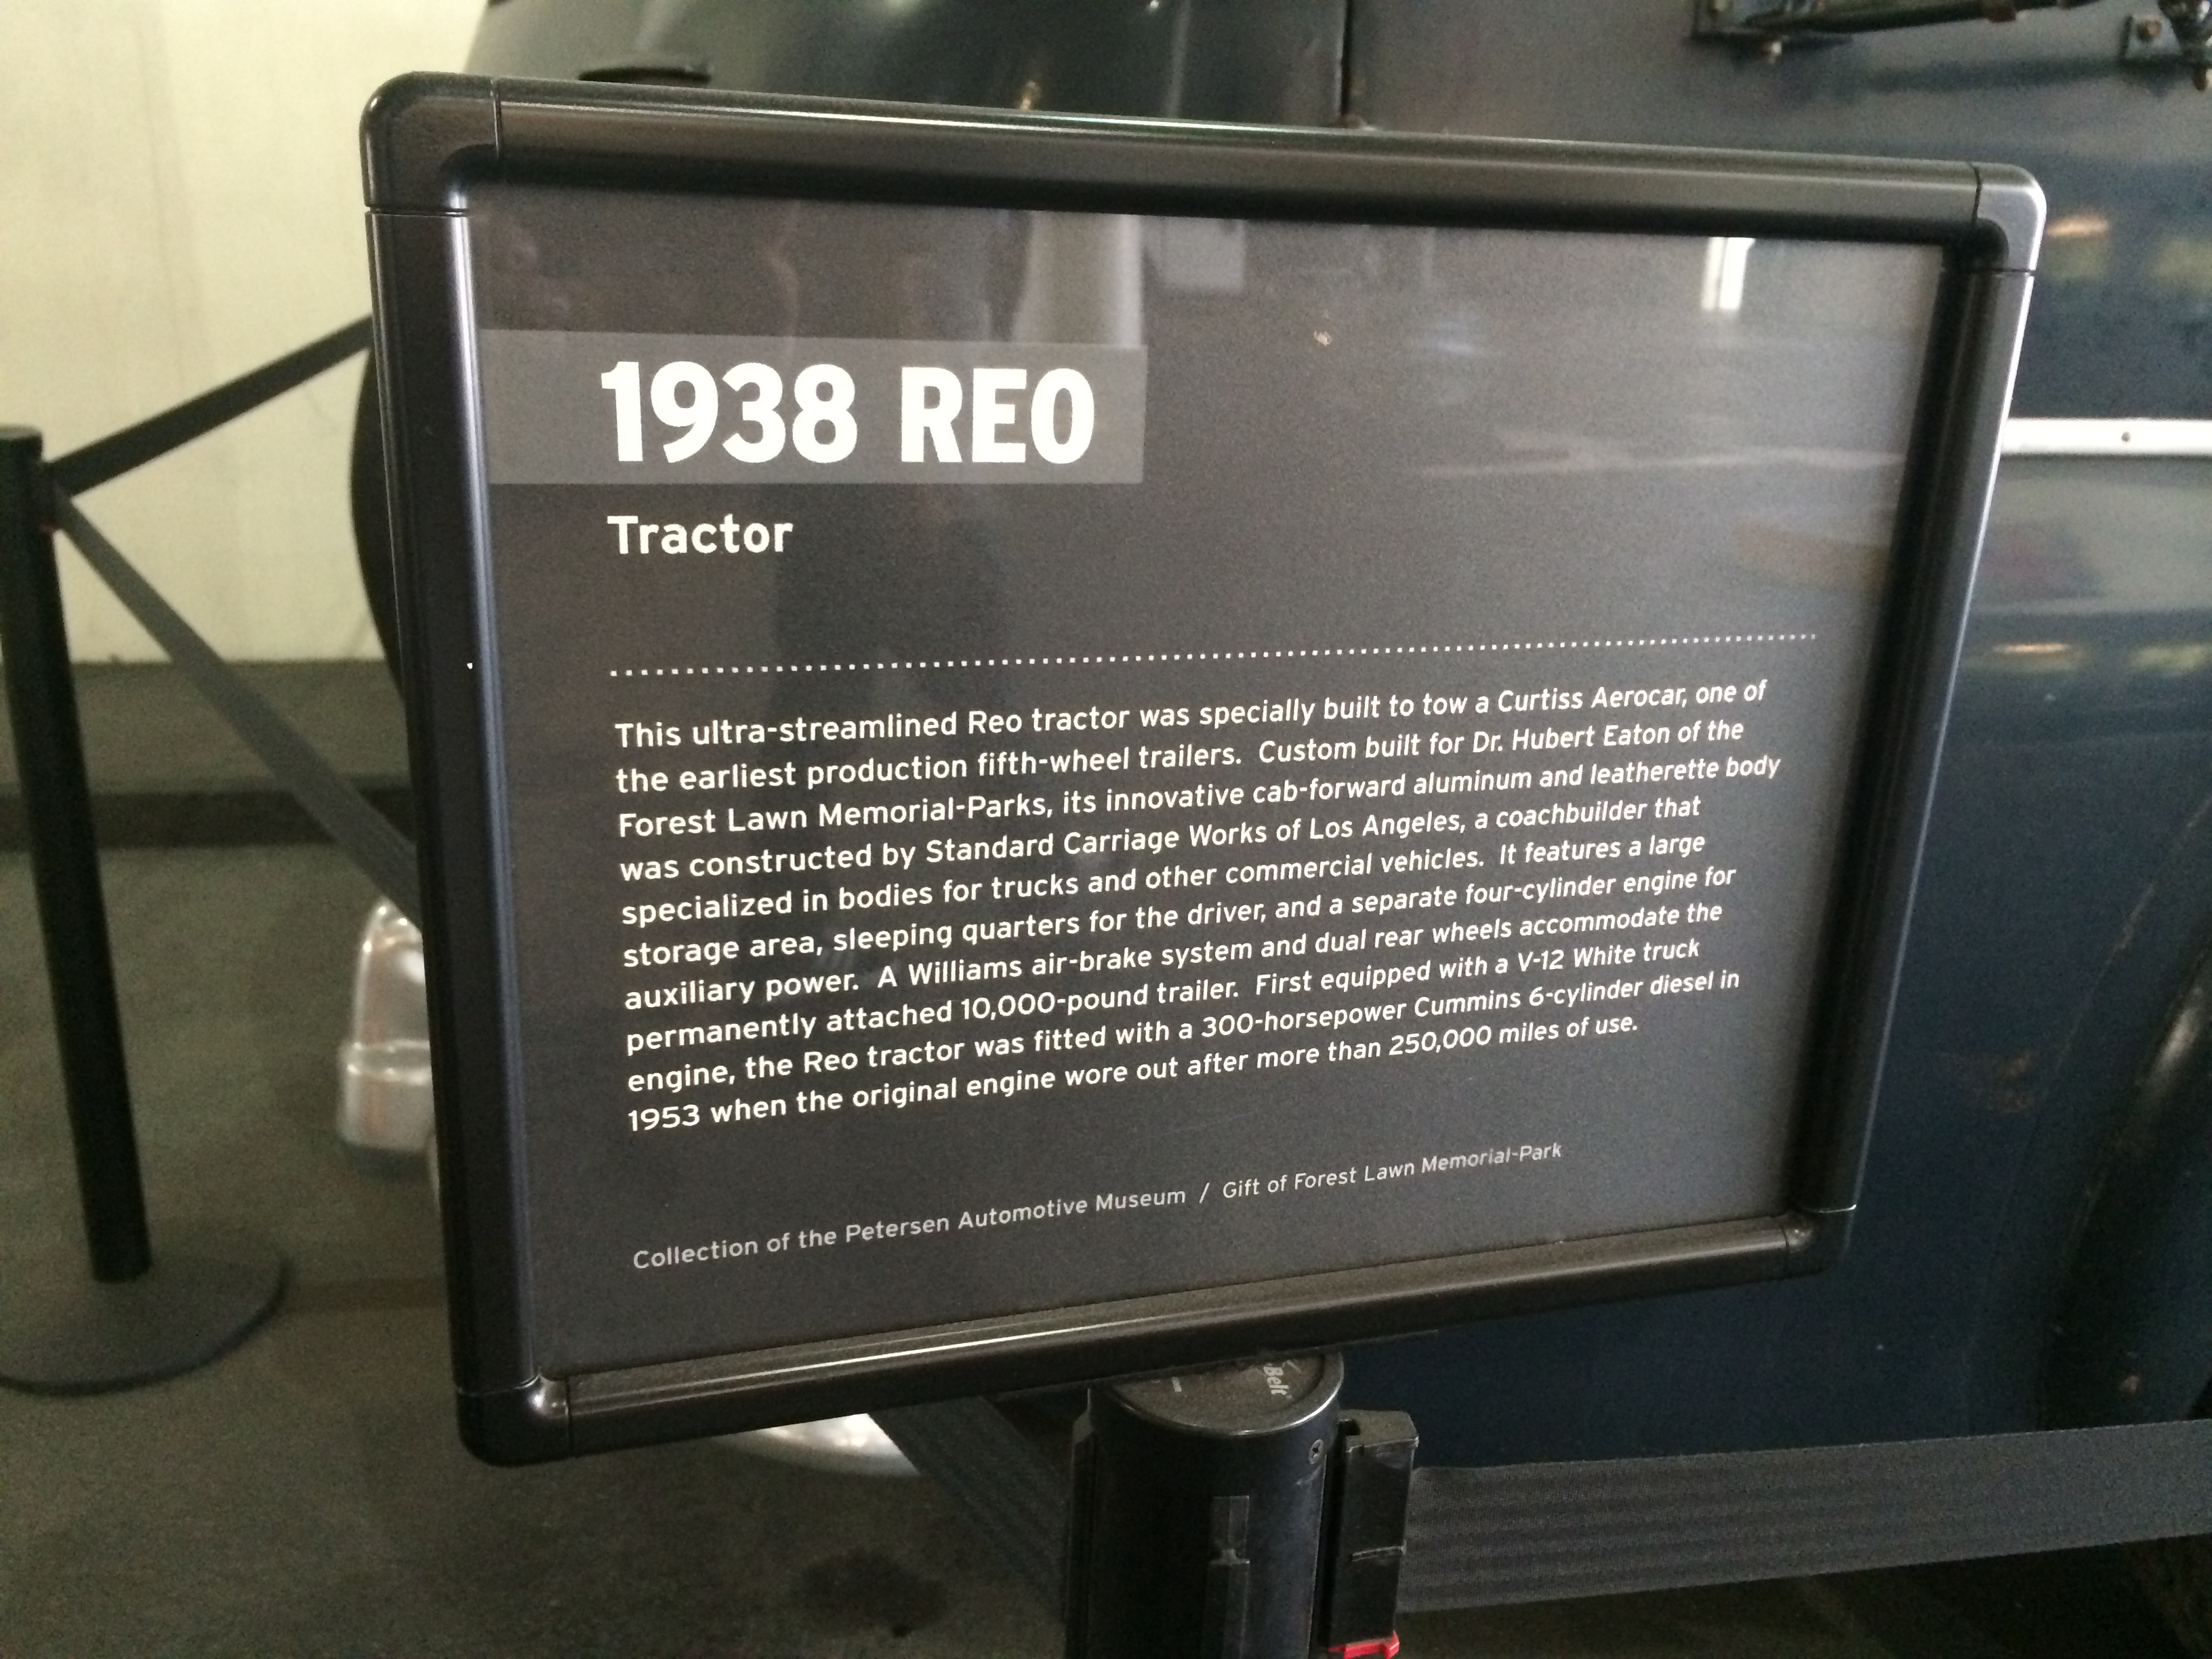 1938 REO
Tractor
This ultra-streamlined Reo tractor was specially built to tow a Curtiss Aerocar, one of
the earliest production fifth-wheel trailers. Custom built for Dr. Hubert Eaton of the
Forest Lawn Memorial-Parks, its innovative cab-forward aluminum and leatherette body
was constructed by Standard Carriage Works of Los Angeles, a coachbuilder that
specialized in bodies for trucks and other commercial vehicles. It features a large
storage area, sleeping quarters for the driver, and a separate four-cylinder engine for
auxiliary power. A Williams air-brake system and dual rear wheels accommodate the
permanently attached 10,000-pound trailer. First equipped with a V-12 White truck
engine, the Reo tractor was fitted with a 300-horsepower Cummins 6-cylinder diesel in
1953 when the original engine wore out after more than 250,000 miles of use.
Collection of the Petersen Automotive Museum / Gift of Forest Lawn Memorial-Park
Belt